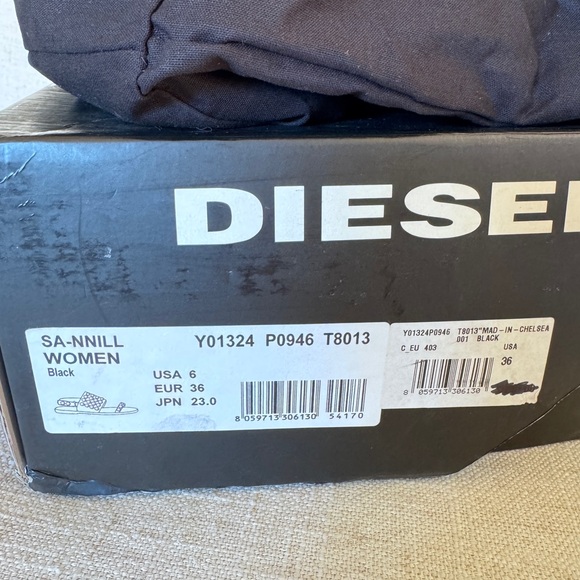 DIESEL
SA-NNILL
WOMEN
Black
Y01324 P0946 T8013
USA 6
EUR 36
JPN 23.0
8 059713 306130 54170
Y01324P0946 T8013"MAD-IN-CHELSEA
001 BLACK
C_EU 403 USA
36
8 059713 306130